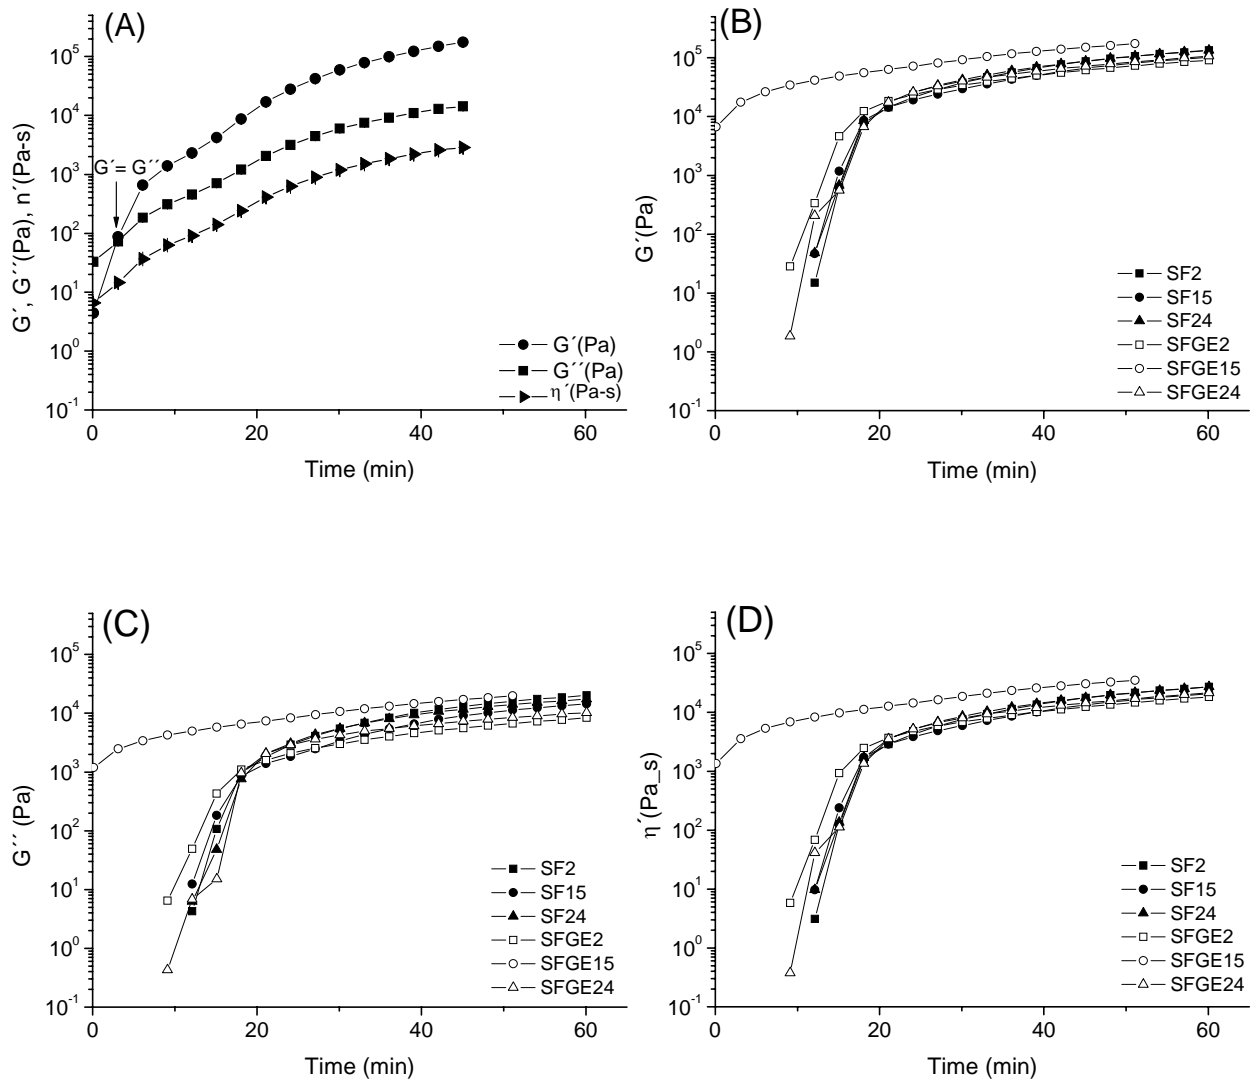 (A)
10^5
10^4
10^3
10^2
10^1
10^0
10^-1
G´, G´´(Pa), n´(Pa-s)
G´= G´´
G´(Pa)
G´´(Pa)
η´(Pa-s)
0 20 40 60
Time (min)
(B)
10^5
10^4
10^3
10^2
10^1
10^0
10^-1
G´(Pa)
SF2
SF15
SF24
SFGE2
SFGE15
SFGE24
0 20 40 60
Time (min)
(C)
10^5
10^4
10^3
10^2
10^1
10^0
10^-1
G´´ (Pa)
SF2
SF15
SF24
SFGE2
SFGE15
SFGE24
0 20 40 60
Time (min)
(D)
10^5
10^4
10^3
10^2
10^1
10^0
10^-1
η´(Pa_s)
SF2
SF15
SF24
SFGE2
SFGE15
SFGE24
0 20 40 60
Time (min)